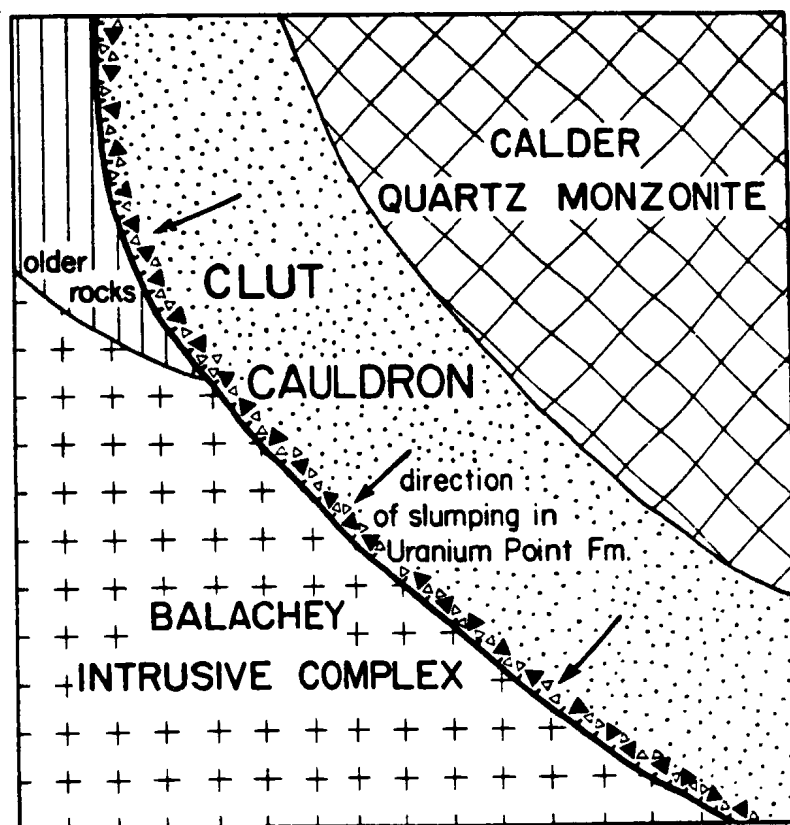 CALDER
QUARTZ MONZONITE
older
rocks
CLUT
CAULDRON
direction
of slumping in
Uranium Point Fm.
BALACHEY
INTRUSIVE COMPLEX